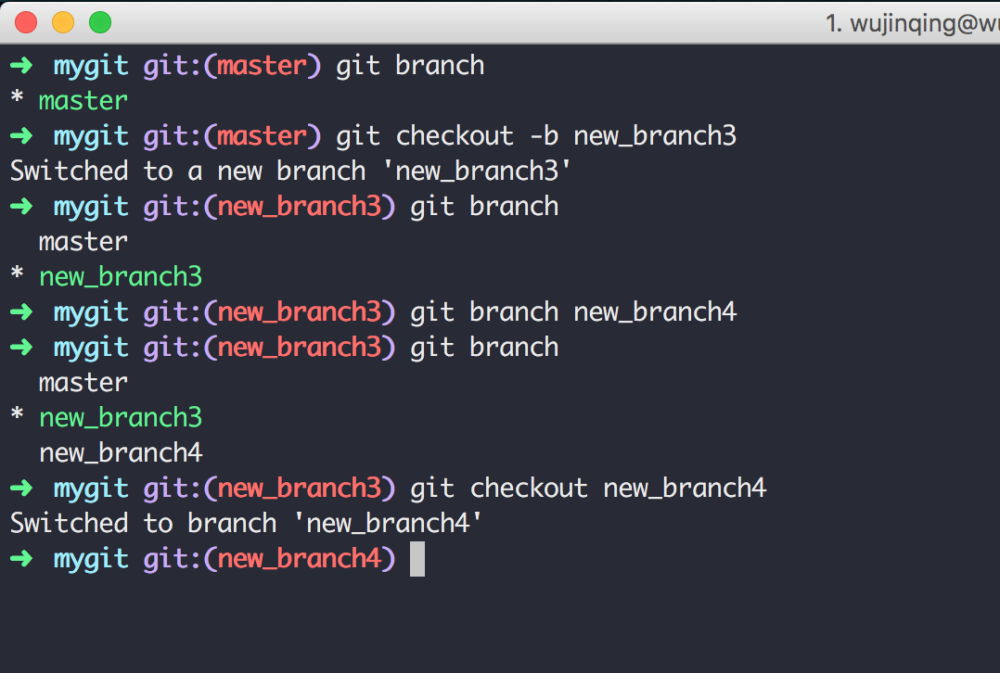 1. wujinqing@wu
➜ mygit git:(master) git branch
* master
➜ mygit git:(master) git checkout -b new_branch3
Switched to a new branch 'new_branch3'
➜ mygit git:(new_branch3) git branch
  master
* new_branch3
➜ mygit git:(new_branch3) git branch new_branch4
➜ mygit git:(new_branch3) git branch
  master
* new_branch3
  new_branch4
➜ mygit git:(new_branch3) git checkout new_branch4
Switched to branch 'new_branch4'
➜ mygit git:(new_branch4)